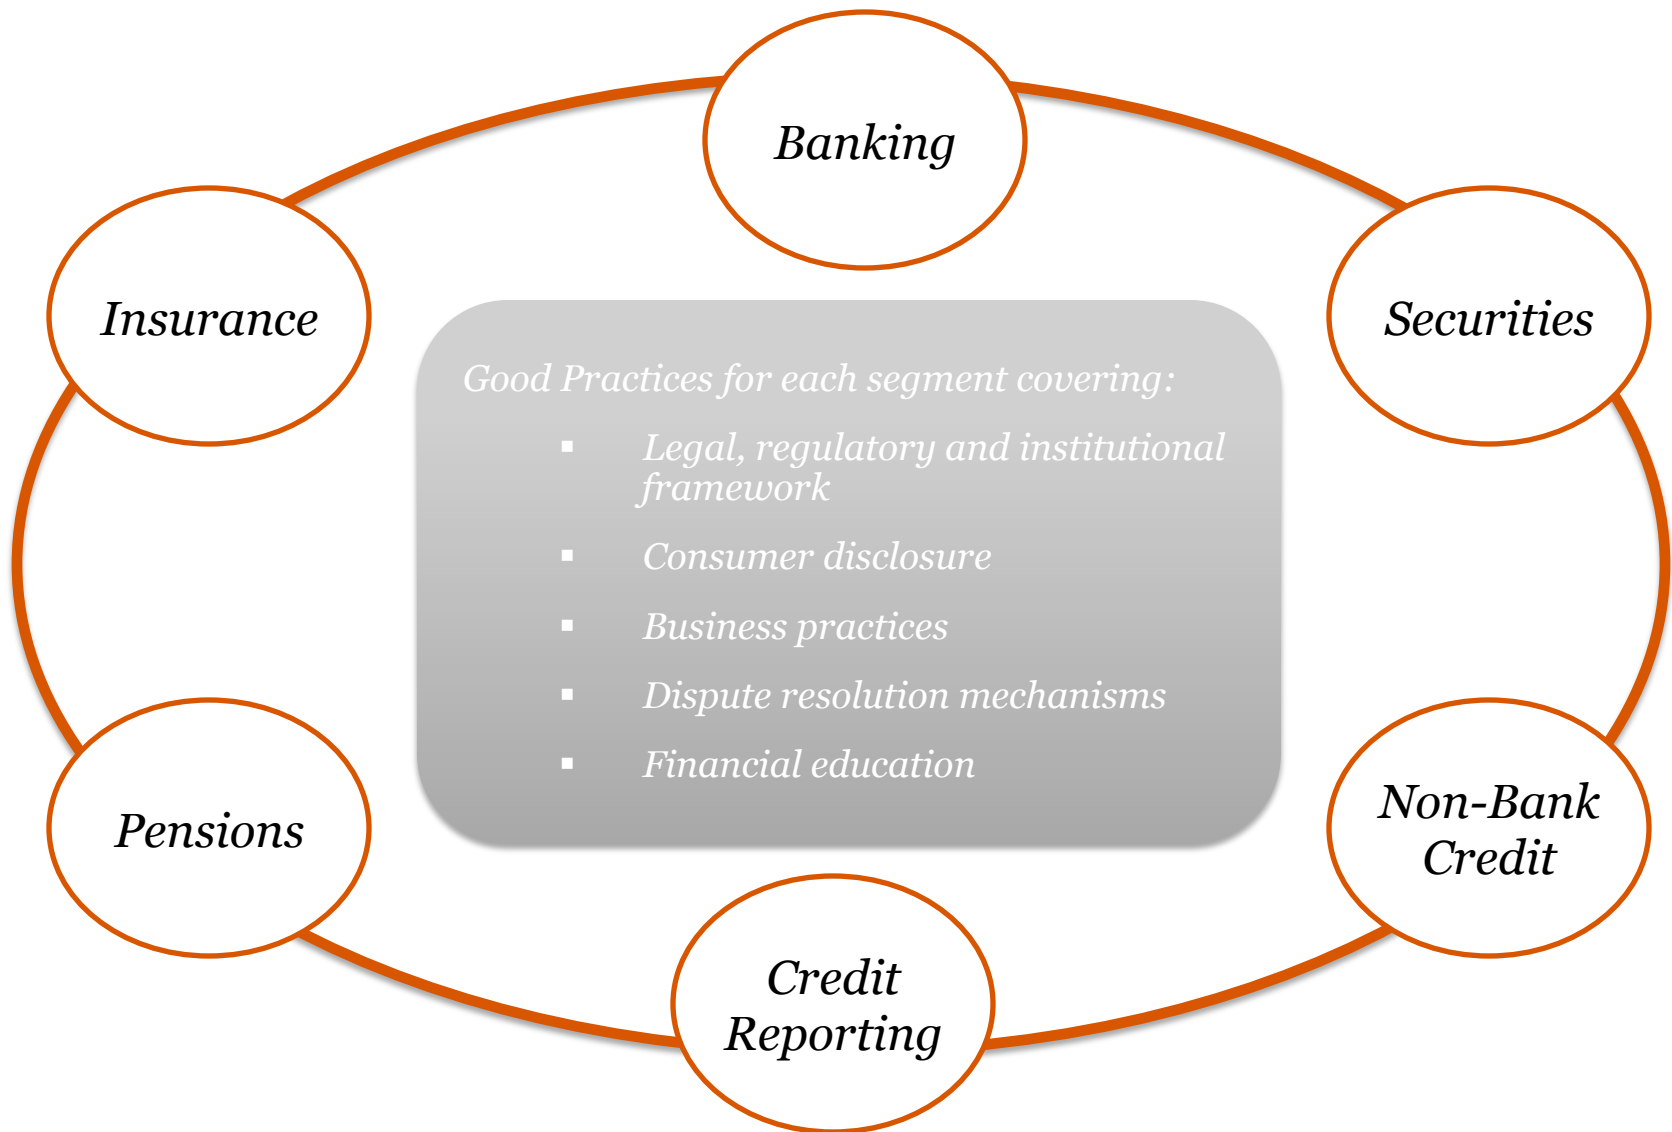 Banking
Insurance
Securities
Good Practices for each segment covering:
▪ Legal, regulatory and institutional
framework
▪ Consumer disclosure
▪ Business practices
▪ Dispute resolution mechanisms
▪ Financial education
Pensions
Non-Bank
Credit
Credit
Reporting